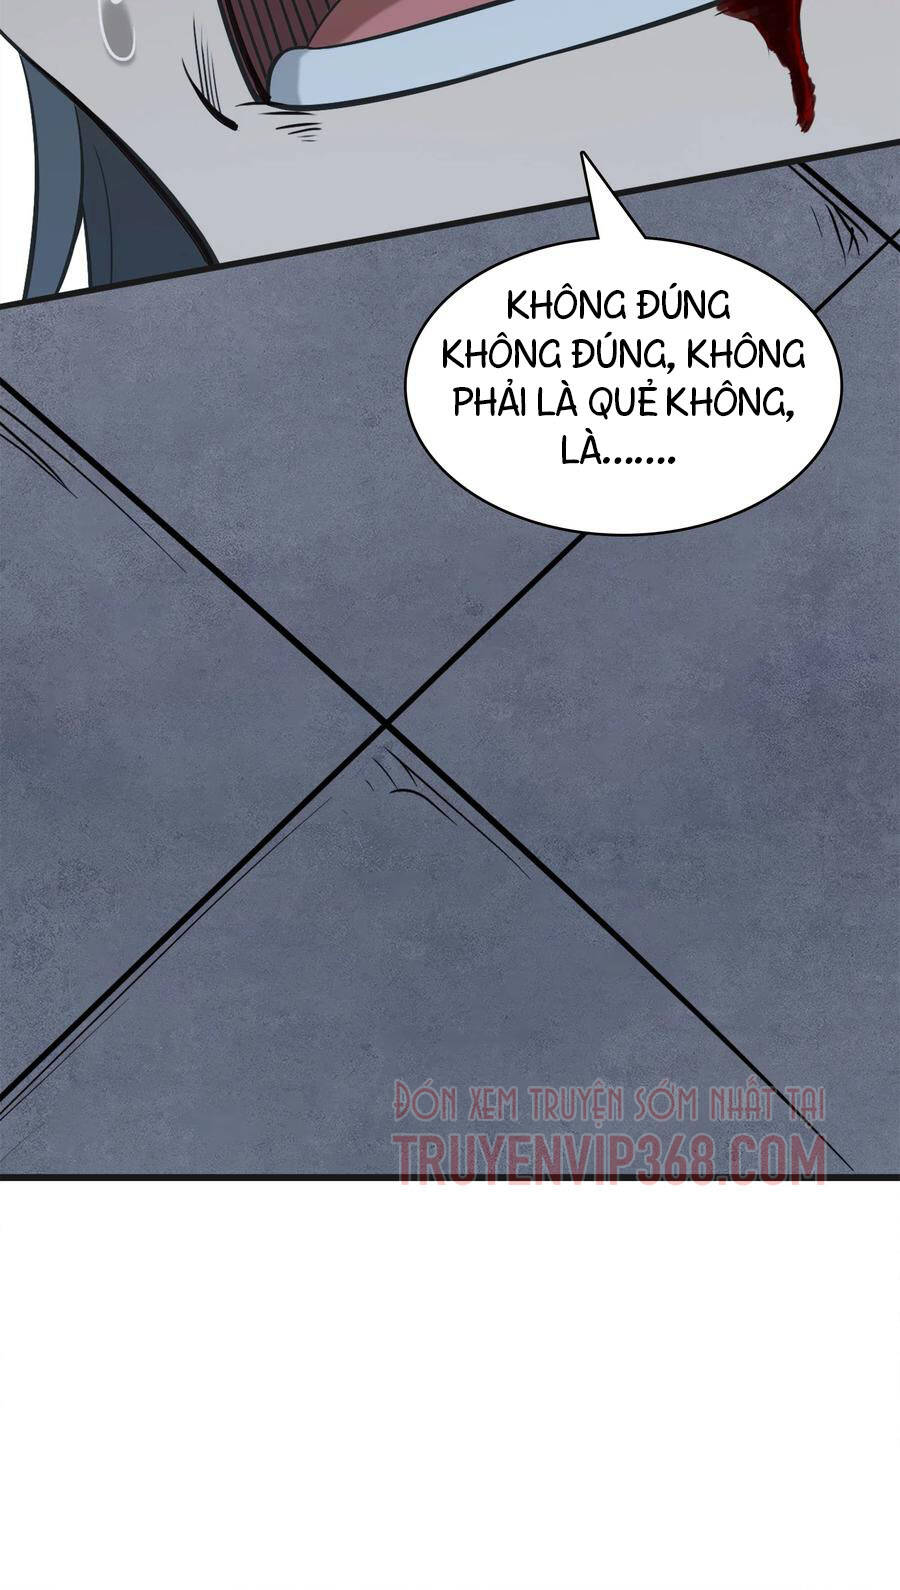 KHÔNG ĐÚNG
KHÔNG ĐÚNG, KHÔNG
PHẢI LÀ QUẺ KHÔNG,
LÀ.......
ĐÓN XEM TRUYỆN SỚM NHẤT TẠI
TRUYENVIP368.COM